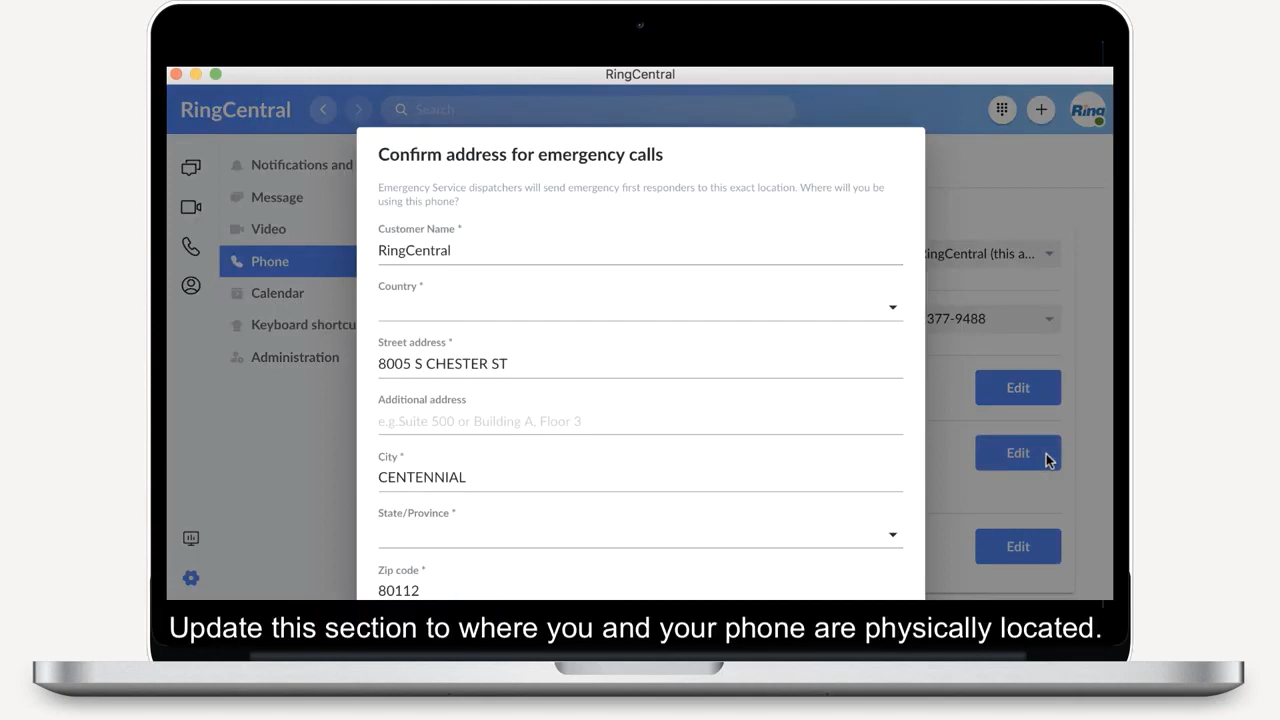 RingCentral
RingCentral
Search
Ring
Notifications and
Message
Video
Phone
Calendar
Keyboard shortcu
Administration
Confirm address for emergency calls
Emergency Service dispatchers will send emergency first responders to this exact location. Where will you be
using this phone?
Customer Name *
RingCentral
Country *
Street address *
8005 S CHESTER ST
Additional address
e.g.Suite 500 or Building A, Floor 3
City *
CENTENNIAL
State/Province *
Zip code *
80112
ingCentral (this a...
377-9488
Edit
Edit
Edit
Update this section to where you and your phone are physically located.